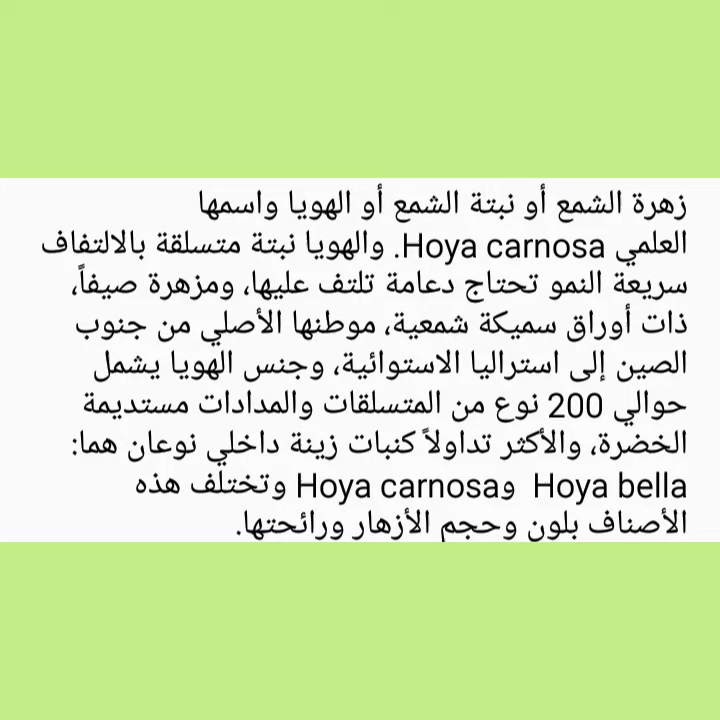 زهرة الشمع أو نبتة الشمع أو الهويا واسمها
العلمي Hoya carnosa. والهويا نبتة متسلقة بالالتفاف
سريعة النمو تحتاج دعامة تلتف عليها، ومزهرة صيفاً،
ذات أوراق سميكة شمعية، موطنها الأصلي من جنوب
الصين إلى استراليا الاستوائية، وجنس الهويا يشمل
حوالي 200 نوع من المتسلقات والمدادات مستديمة
الخضرة، والأكثر تداولاً كنبات زينة داخلي نوعان هما:
Hoya bella وHoya carnosa وتختلف هذه
الأصناف بلون وحجم الأزهار ورائحتها.